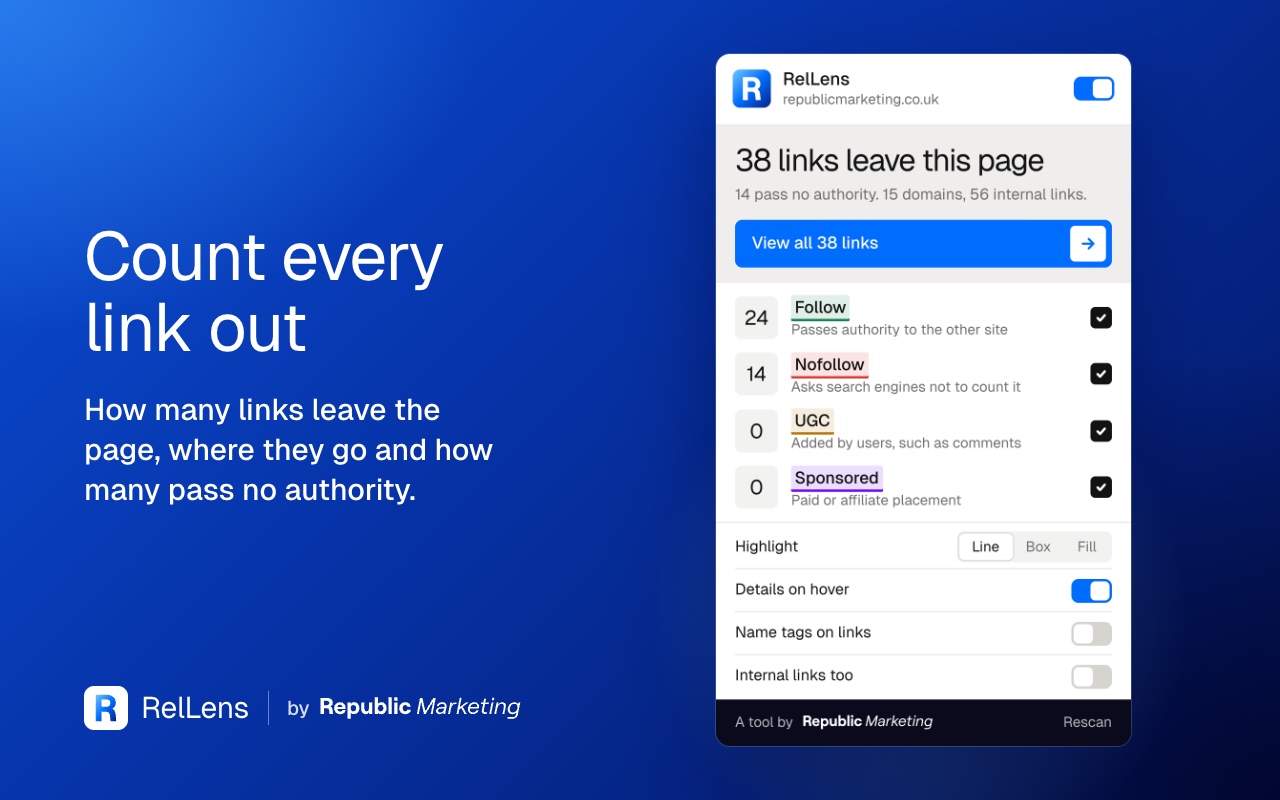 Count every
link out
How many links leave the
page, where they go and how
many pass no authority.
R RelLens by Republic Marketing
R RelLens
republicmarketing.co.uk
38 links leave this page
14 pass no authority. 15 domains, 56 internal links.
View all 38 links
24 Follow
Passes authority to the other site
14 Nofollow
Asks search engines not to count it
0 UGC
Added by users, such as comments
0 Sponsored
Paid or affiliate placement
Highlight Line Box Fill
Details on hover
Name tags on links
Internal links too
A tool by Republic Marketing Rescan